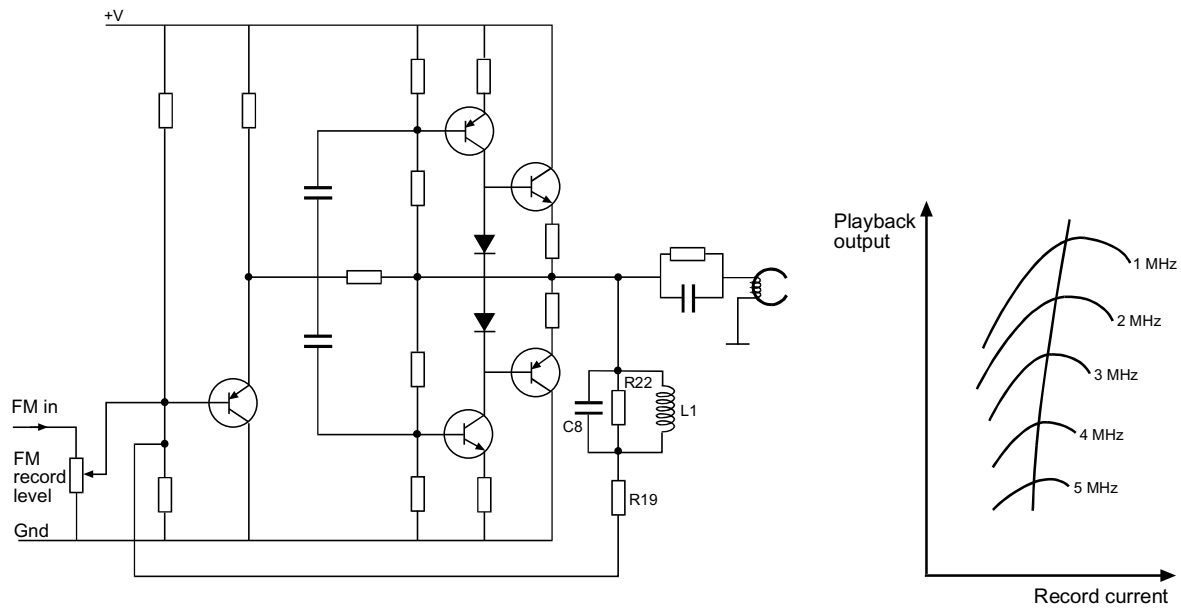 +V
FM in
FM
record
level
Gnd
C8
R22
L1
R19
Playback
output
1 MHz
2 MHz
3 MHz
4 MHz
5 MHz
Record current